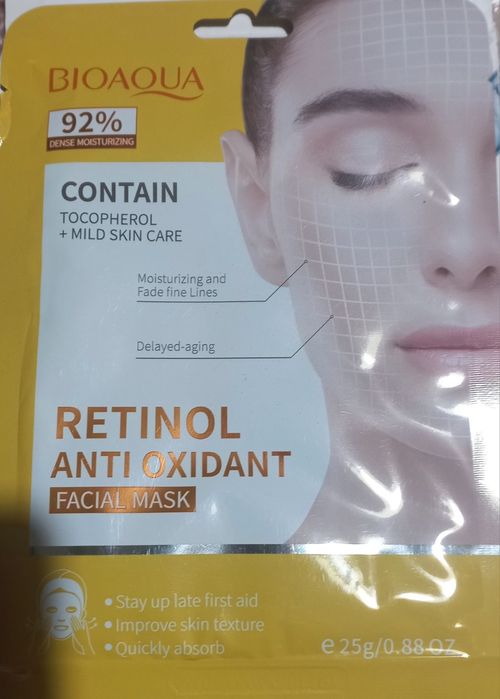 BIOAQUA
92%
DENSE MOISTURIZING
CONTAIN
TOCOPHEROL
+ MILD SKIN CARE
Moisturizing and
Fade fine Lines
Delayed-aging
RETINOL
ANTI OXIDANT
FACIAL MASK
• Stay up late first aid
• Improve skin texture
• Quickly absorb
e 25g/0.88 OZ